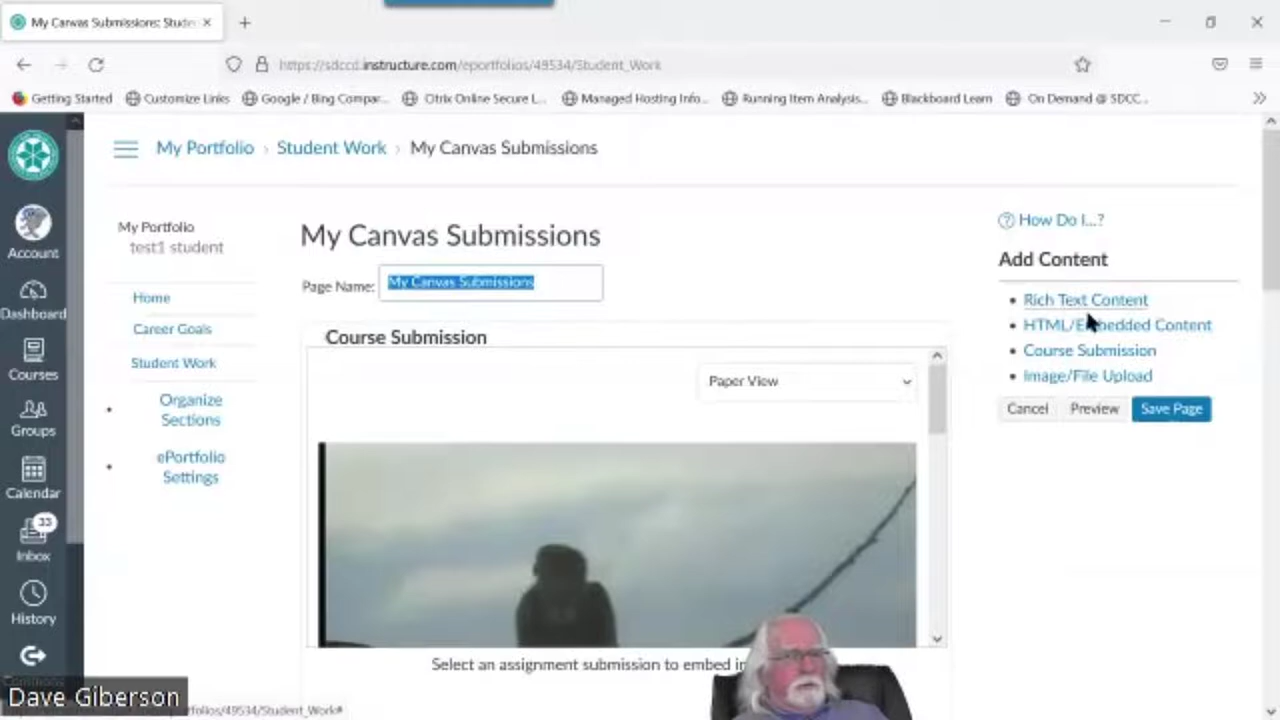 My Canvas Submissions: Stude
https://sdccd.instructure.com/eportfolios/49534/Student_Work
Getting Started
Customize Links
Google / Bing Compar...
Citrix Online Secure L...
Managed Hosting Info...
Running Item Analysis...
Blackboard Learn
On Demand @ SDCC...
My Portfolio › Student Work › My Canvas Submissions
Account
Dashboard
Courses
Groups
Calendar
33
Inbox
History
My Portfolio
test1 student
Home
Career Goals
Student Work
Organize
Sections
ePortfolio
Settings
My Canvas Submissions
Page Name: My Canvas Submissions
Course Submission
Paper View
Select an assignment submission to embed in
How Do I...?
Add Content
Rich Text Content
HTML/Embedded Content
Course Submission
Image/File Upload
Cancel
Preview
Save Page
Dave Giberson
folios/49534/Student_Work#